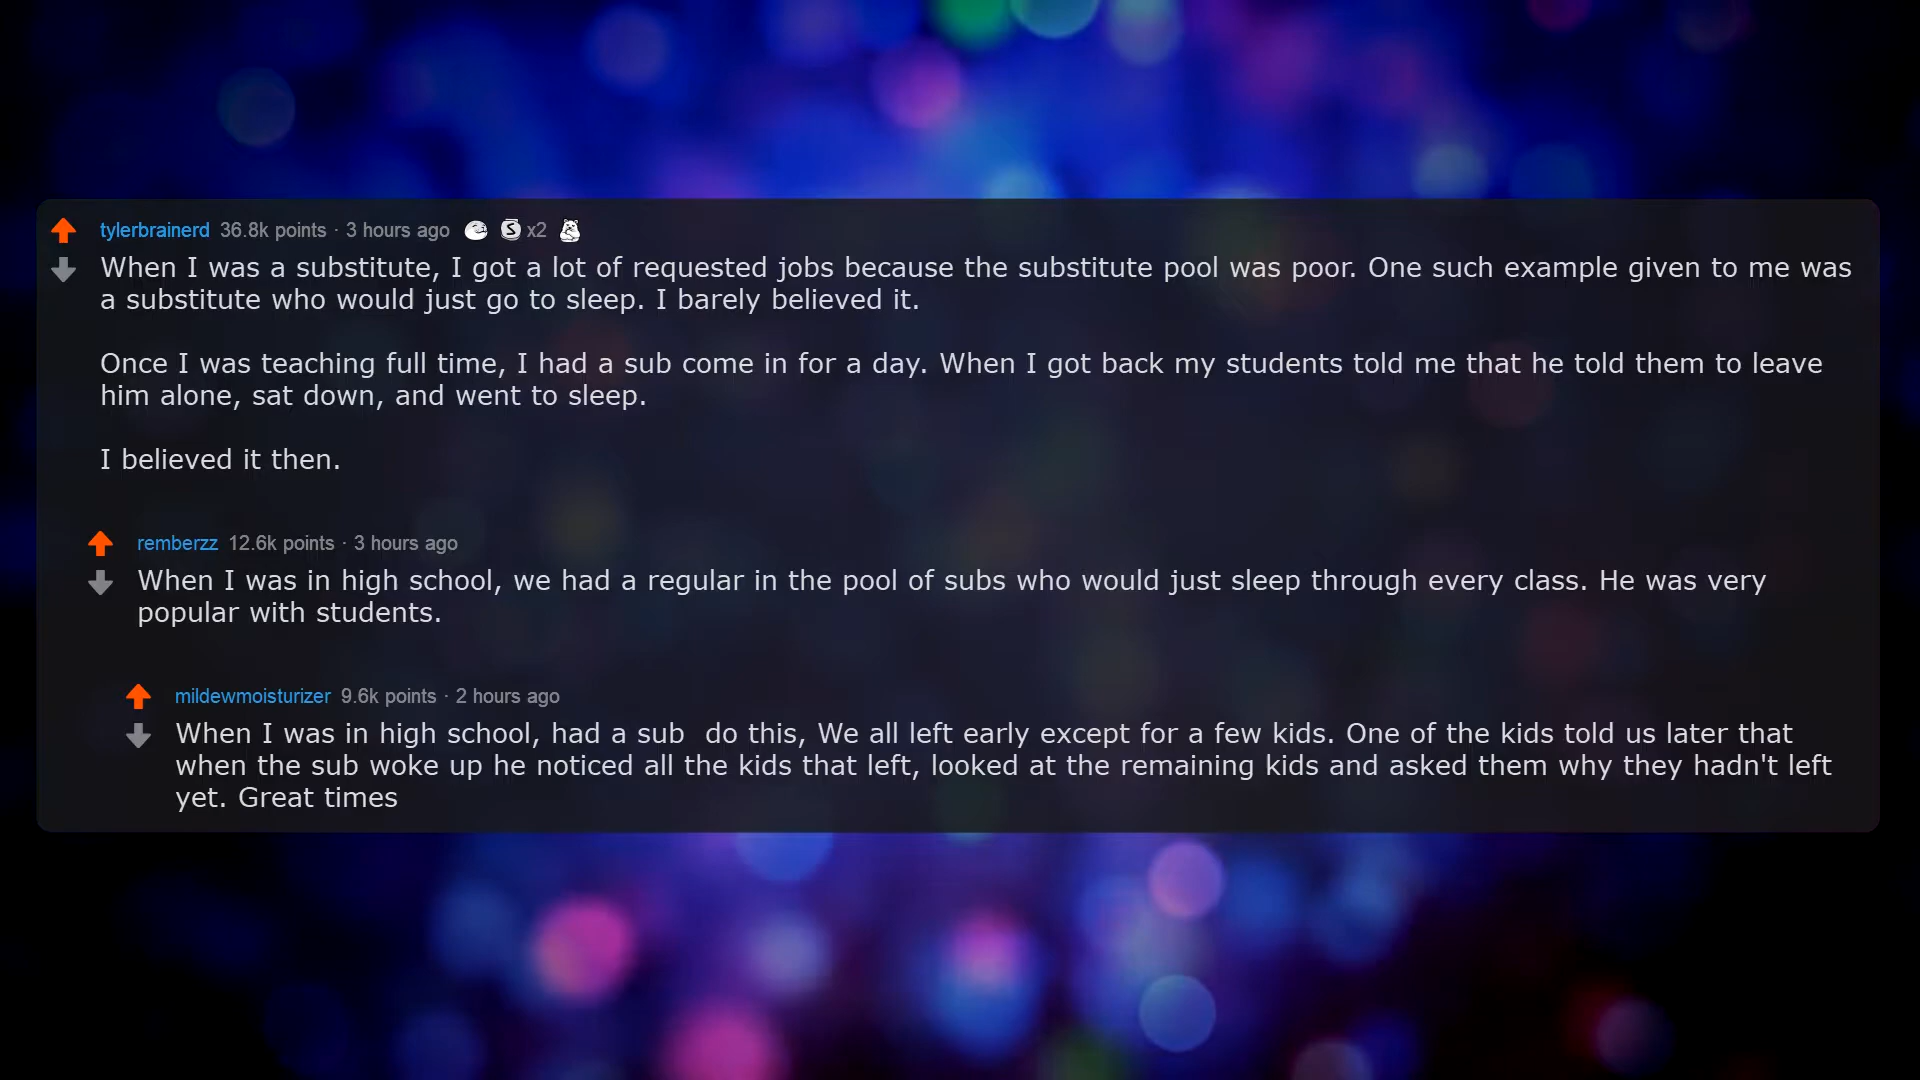 tylerbrainerd 36.8k points · 3 hours ago S x2
When I was a substitute, I got a lot of requested jobs because the substitute pool was poor. One such example given to me was
a substitute who would just go to sleep. I barely believed it.
Once I was teaching full time, I had a sub come in for a day. When I got back my students told me that he told them to leave
him alone, sat down, and went to sleep.
I believed it then.
remberzz 12.6k points · 3 hours ago
When I was in high school, we had a regular in the pool of subs who would just sleep through every class. He was very
popular with students.
mildewmoisturizer 9.6k points · 2 hours ago
When I was in high school, had a sub  do this, We all left early except for a few kids. One of the kids told us later that
when the sub woke up he noticed all the kids that left, looked at the remaining kids and asked them why they hadn't left
yet. Great times